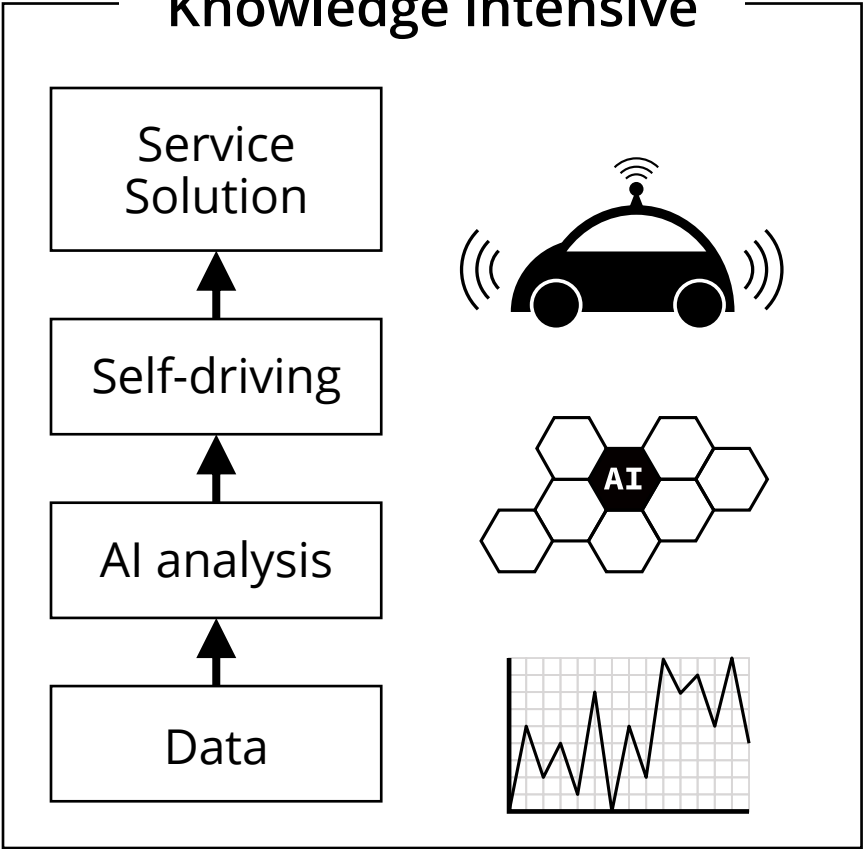 Knowledge Intensive
Service
Solution
Self-driving
AI
AI analysis
Data